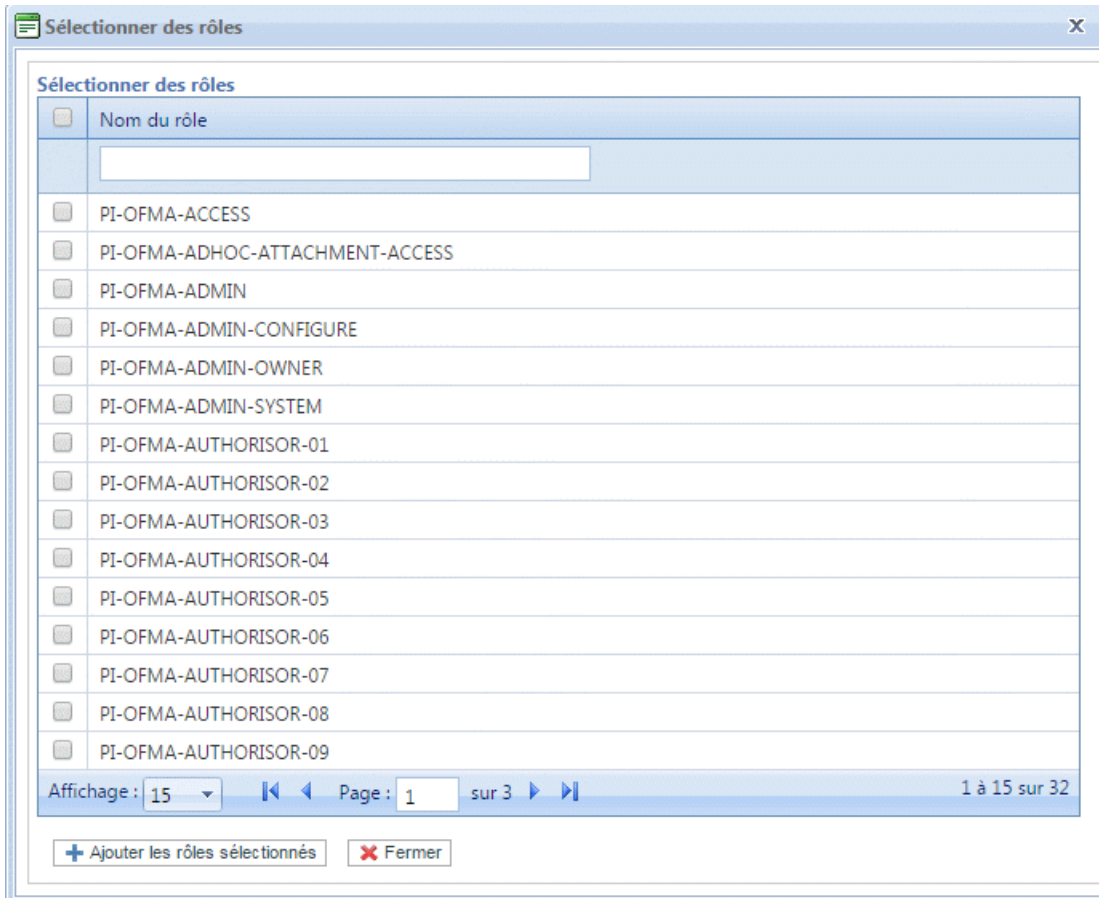 Sélectionner des rôles x
Sélectionner des rôles
Nom du rôle
PI-OFMA-ACCESS
PI-OFMA-ADHOC-ATTACHMENT-ACCESS
PI-OFMA-ADMIN
PI-OFMA-ADMIN-CONFIGURE
PI-OFMA-ADMIN-OWNER
PI-OFMA-ADMIN-SYSTEM
PI-OFMA-AUTHORISOR-01
PI-OFMA-AUTHORISOR-02
PI-OFMA-AUTHORISOR-03
PI-OFMA-AUTHORISOR-04
PI-OFMA-AUTHORISOR-05
PI-OFMA-AUTHORISOR-06
PI-OFMA-AUTHORISOR-07
PI-OFMA-AUTHORISOR-08
PI-OFMA-AUTHORISOR-09
Affichage : 15 Page : 1 sur 3 1 à 15 sur 32
Ajouter les rôles sélectionnés Fermer